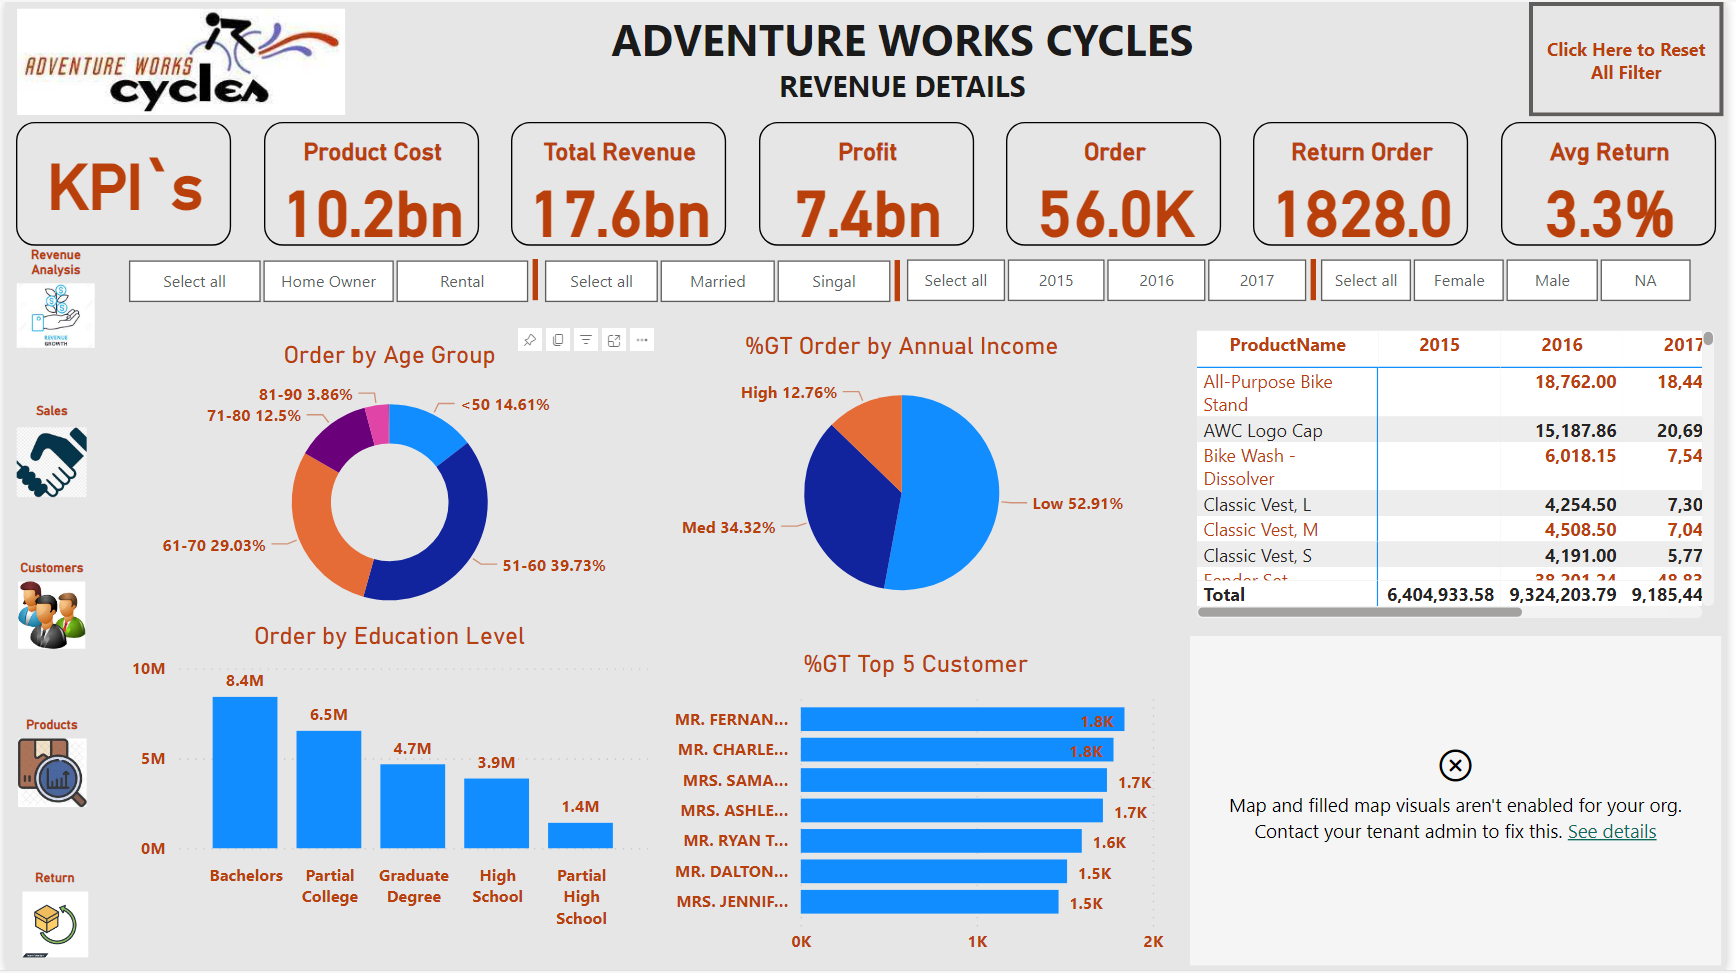 ADVENTURE WORKS
cycles
ADVENTURE WORKS CYCLES
REVENUE DETAILS
Click Here to Reset
All Filter
KPI`s
Product Cost
10.2bn
Total Revenue
17.6bn
Profit
7.4bn
Order
56.0K
Return Order
1828.0
Avg Return
3.3%
Revenue
Analysis
REVENUE
GROWTH
Sales
Customers
Products
Return
Select all
Home Owner
Rental
Select all
Married
Singal
Select all
2015
2016
2017
Select all
Female
Male
NA
Order by Age Group
81-90 3.86%
<50 14.61%
71-80 12.5%
61-70 29.03%
51-60 39.73%
%GT Order by Annual Income
High 12.76%
Low 52.91%
Med 34.32%
ProductName 2015 2016 2017
All-Purpose Bike
Stand 18,762.00 18,44
AWC Logo Cap 15,187.86 20,69
Bike Wash -
Dissolver 6,018.15 7,54
Classic Vest, L 4,254.50 7,30
Classic Vest, M 4,508.50 7,04
Classic Vest, S 4,191.00 5,77
Fender Set 38,201.24 48,83
Total 6,404,933.58 9,324,203.79 9,185,44
Order by Education Level
10M
5M
0M
8.4M
6.5M
4.7M
3.9M
1.4M
Bachelors
Partial
College
Graduate
Degree
High
School
Partial
High
School
%GT Top 5 Customer
MR. FERNAN... 1.8K
MR. CHARLE... 1.8K
MRS. SAMA... 1.7K
MRS. ASHLE... 1.7K
MR. RYAN T... 1.6K
MR. DALTON... 1.5K
MRS. JENNIF... 1.5K
0K 1K 2K
Map and filled map visuals aren't enabled for your org.
Contact your tenant admin to fix this. See details